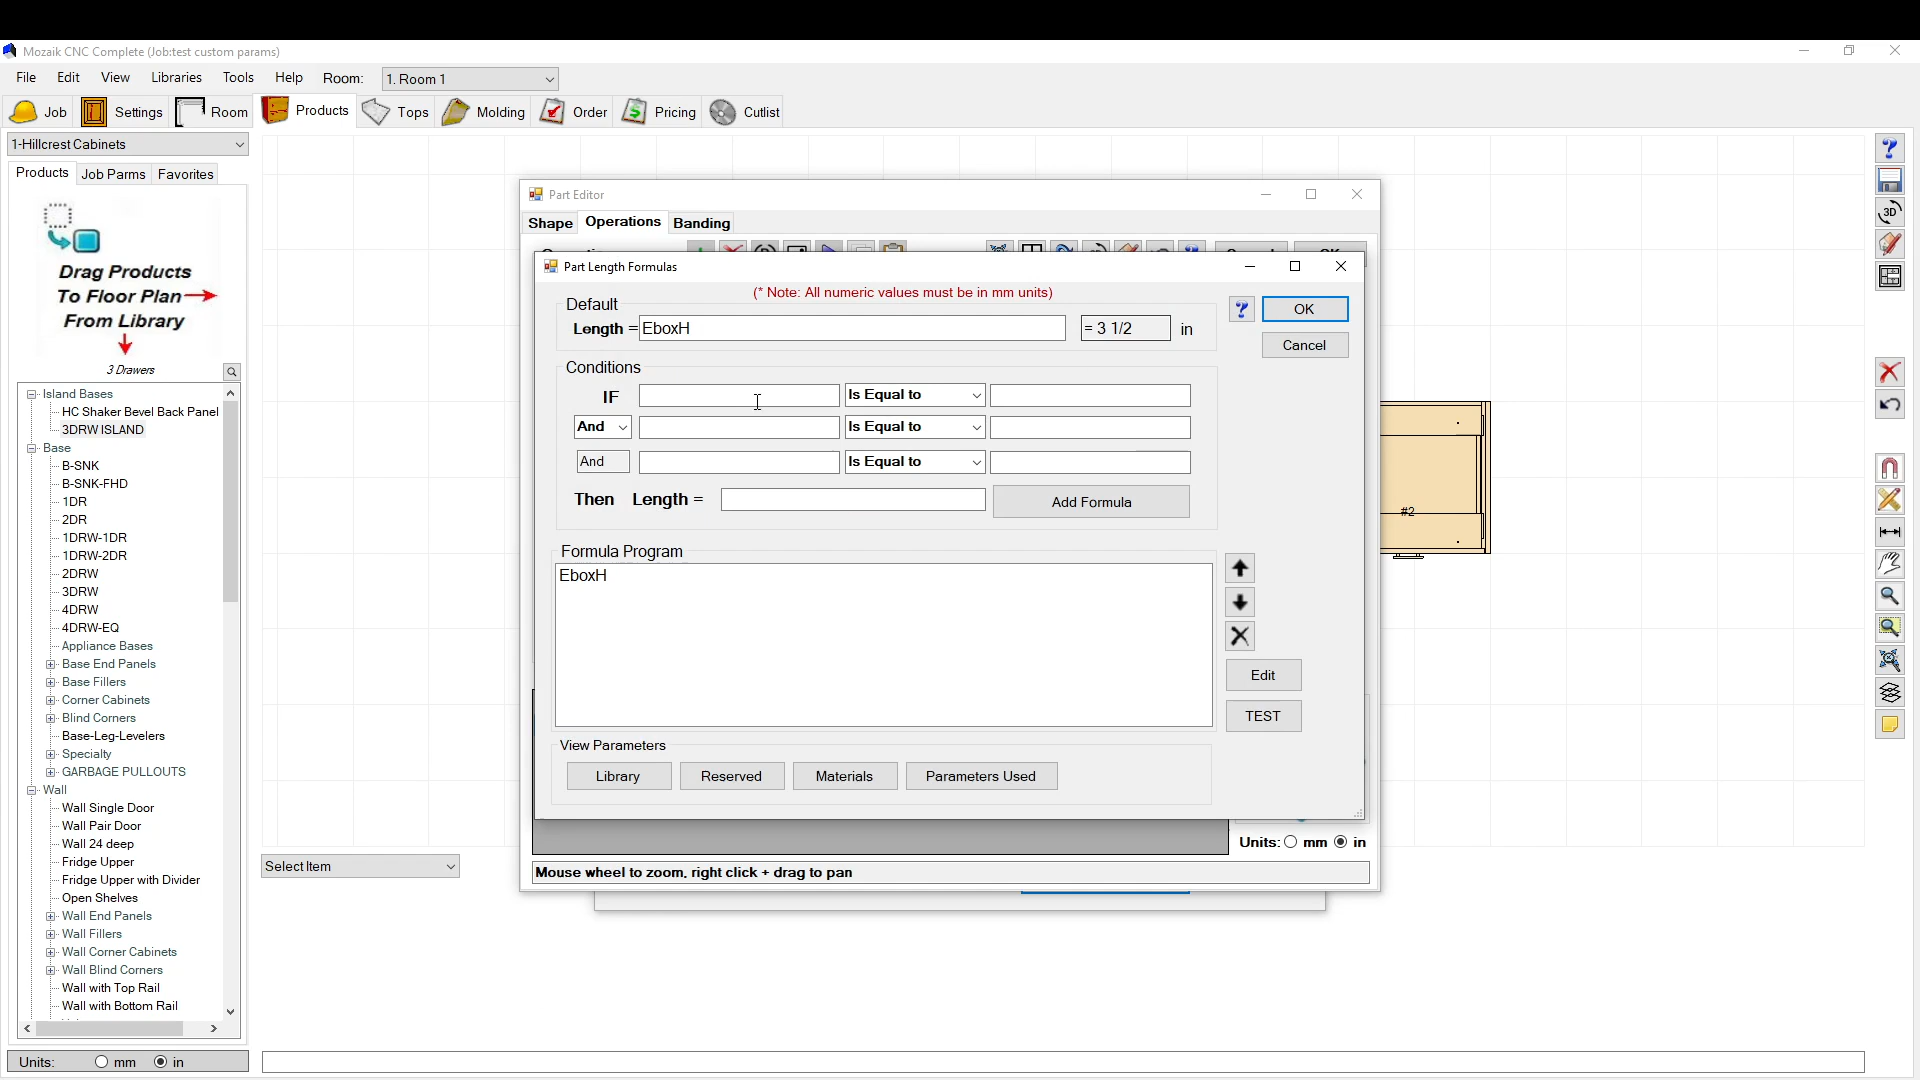 Mozaik CNC Complete (Job:test custom params)
File Edit View Libraries Tools Help Room: 1. Room 1
Job Settings Room Products Tops Molding Order Pricing Cutlist
1-Hillcrest Cabinets
Products Job Parms Favorites
Drag Products
To Floor Plan
From Library
3 Drawers
Island Bases
HC Shaker Bevel Back Panel
3DRW ISLAND
Base
B-SNK
B-SNK-FHD
1DR
2DR
1DRW-1DR
1DRW-2DR
2DRW
3DRW
4DRW
4DRW-EQ
Appliance Bases
Base End Panels
Base Fillers
Corner Cabinets
Blind Corners
Base-Leg-Levelers
Specialty
GARBAGE PULLOUTS
Wall
Wall Single Door
Wall Pair Door
Wall 24 deep
Fridge Upper
Fridge Upper with Divider
Open Shelves
Wall End Panels
Wall Fillers
Wall Corner Cabinets
Wall Blind Corners
Wall with Top Rail
Wall with Bottom Rail
Units: mm in
Select Item
Part Editor
Shape Operations Banding
Part Length Formulas
(* Note: All numeric values must be in mm units)
Default
Length = EboxH = 3 1/2 in
OK
Cancel
Conditions
IF Is Equal to
And Is Equal to
And Is Equal to
Then Length = Add Formula
Formula Program
EboxH
Edit
TEST
View Parameters
Library Reserved Materials Parameters Used
Units: mm in
Mouse wheel to zoom, right click + drag to pan
#2
3D